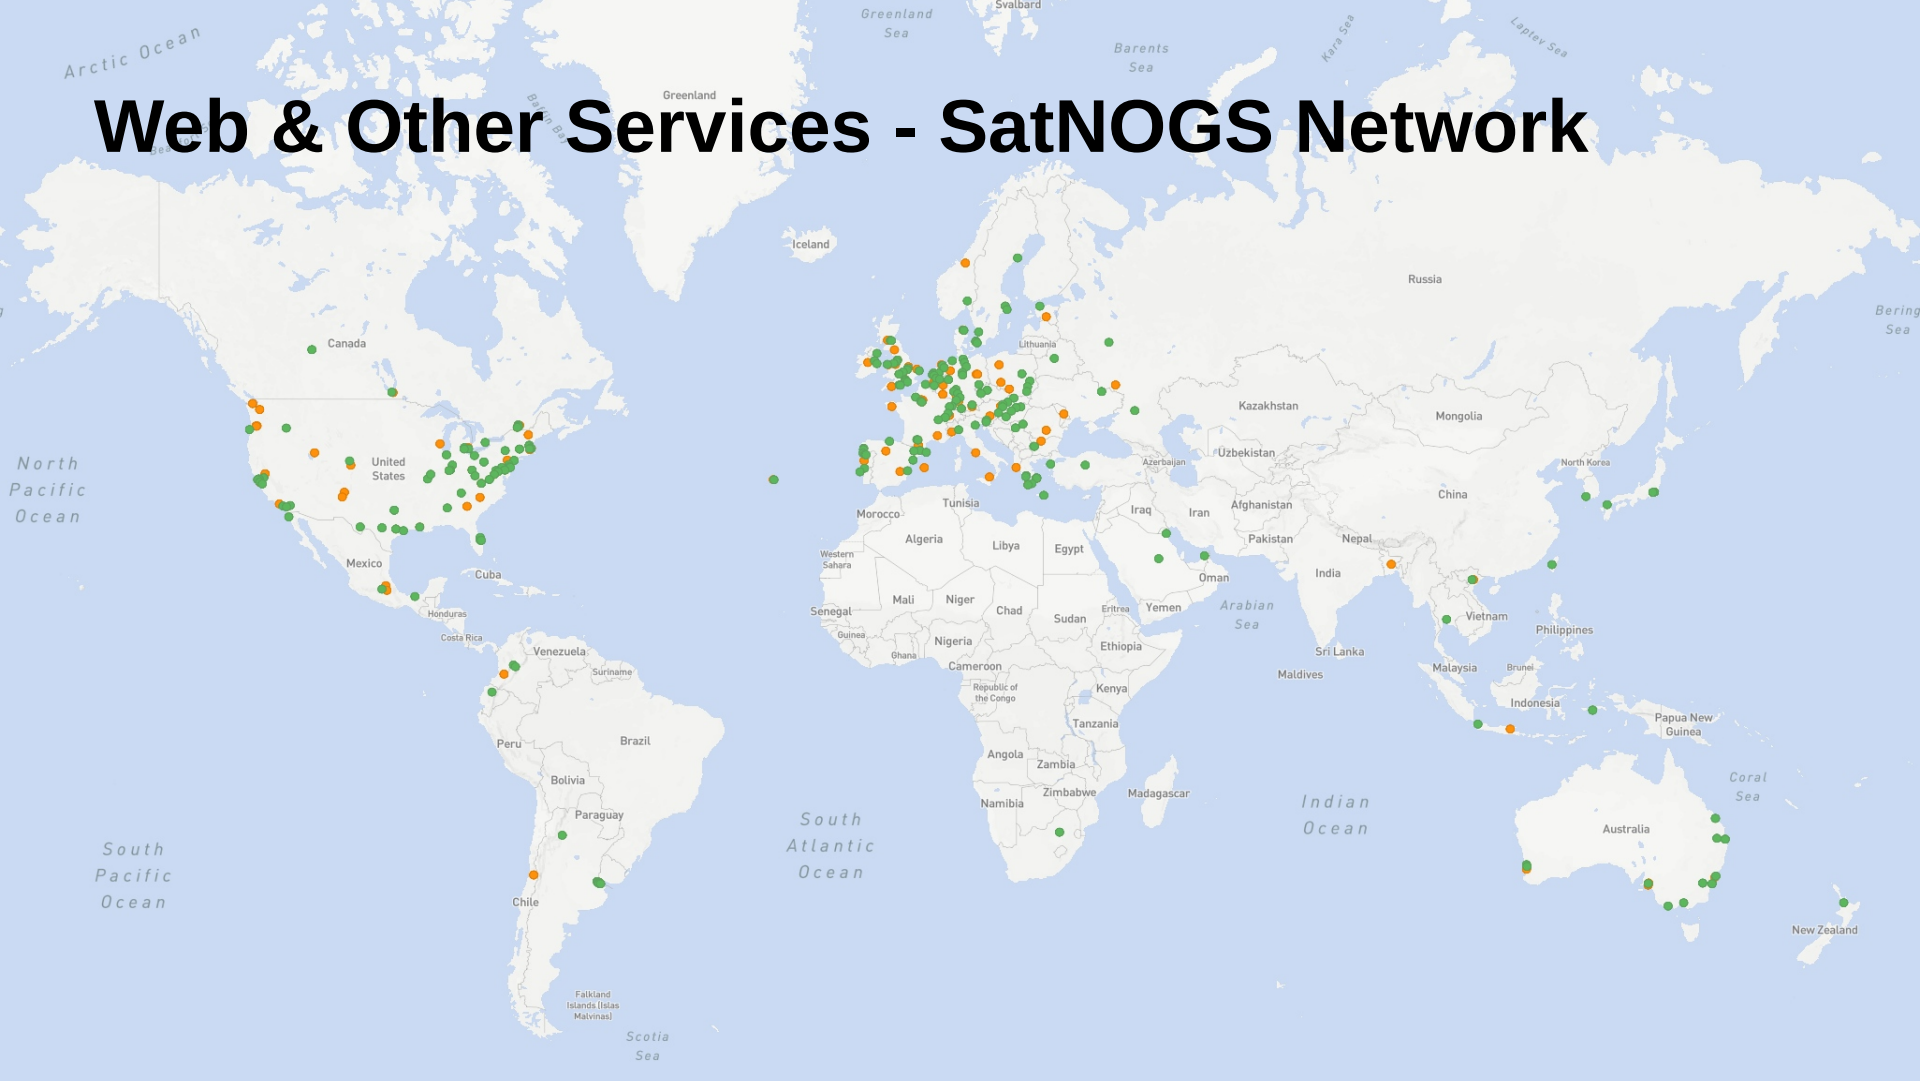 Svalbard
Greenland
Sea
Arctic Ocean
Barents
Sea
Kara Sea
Laptev Sea
Greenland
Baffin Bay
Web & Other Services - SatNOGS Network
Iceland
Russia
Bering
Sea
Canada
Lithuania
Kazakhstan
Mongolia
North
Pacific
Ocean
United
States
Azerbaijan
Uzbekistan
North Korea
China
Tunisia
Morocco
Iraq
Iran
Afghanistan
Algeria
Libya
Egypt
Pakistan
Nepal
Western
Sahara
Mexico
Cuba
India
Oman
Mali
Niger
Chad
Sudan
Eritrea
Yemen
Arabian
Sea
Senegal
Honduras
Vietnam
Philippines
Costa Rica
Guinea
Nigeria
Ethiopia
Venezuela
Ghana
Cameroon
Sri Lanka
Maldives
Malaysia
Brunei
Suriname
Republic of
the Congo
Kenya
Indonesia
Papua New
Guinea
Tanzania
Peru
Brazil
Angola
Zambia
Bolivia
Zimbabwe
Madagascar
Namibia
Coral
Sea
Indian
Ocean
Paraguay
South
Atlantic
Ocean
Australia
South
Pacific
Ocean
Chile
New Zealand
Falkland
Islands (Islas
Malvinas)
Scotia
Sea